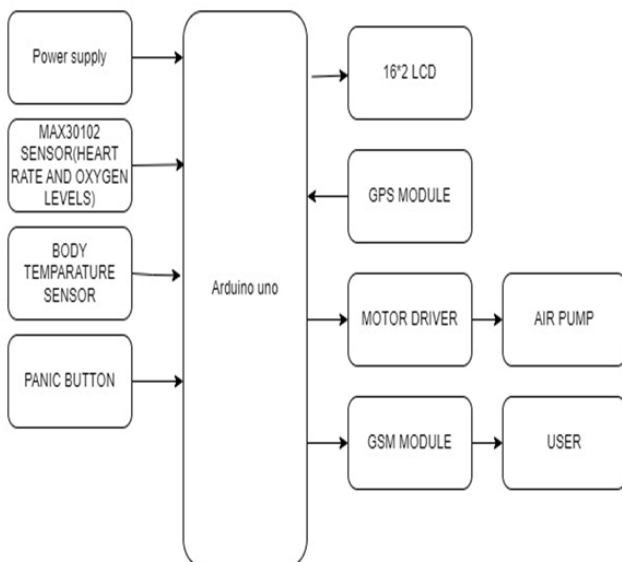 Power supply
16*2 LCD
MAX30102
SENSOR(HEART
RATE AND OXYGEN
LEVELS)
GPS MODULE
BODY
TEMPARATURE
SENSOR
Arduino uno
MOTOR DRIVER
AIR PUMP
PANIC BUTTON
GSM MODULE
USER